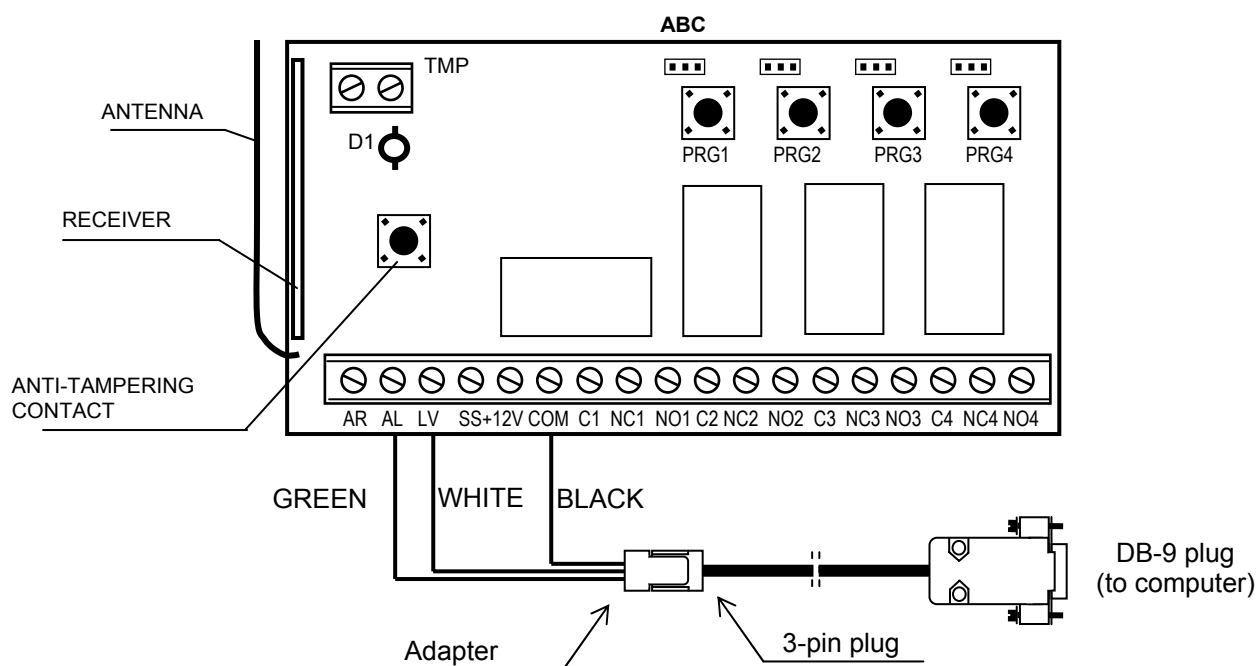 ABC
TMP
ANTENNA
D1
PRG1 PRG2 PRG3 PRG4
RECEIVER
ANTI-TAMPERING
CONTACT
AR AL LV SS+12V COM C1 NC1 NO1 C2 NC2 NO2 C3 NC3 NO3 C4 NC4 NO4
GREEN WHITE BLACK
DB-9 plug
(to computer)
Adapter
3-pin plug